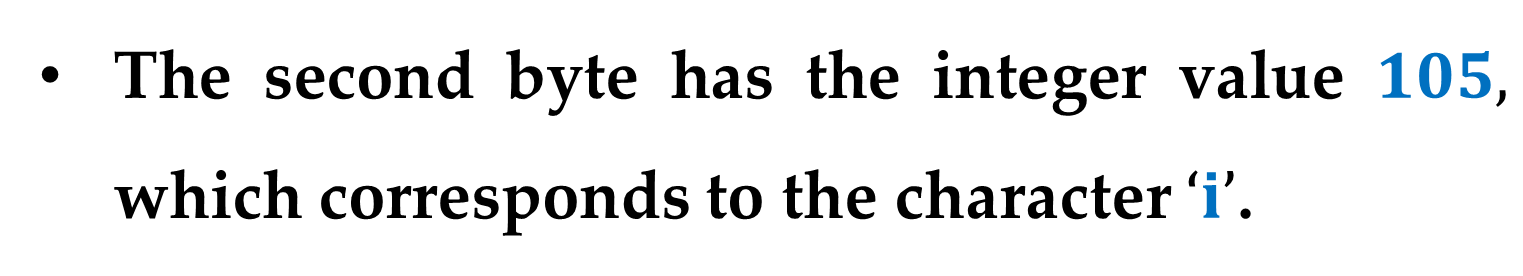 • The second byte has the integer value 105,
which corresponds to the character ‘i’.